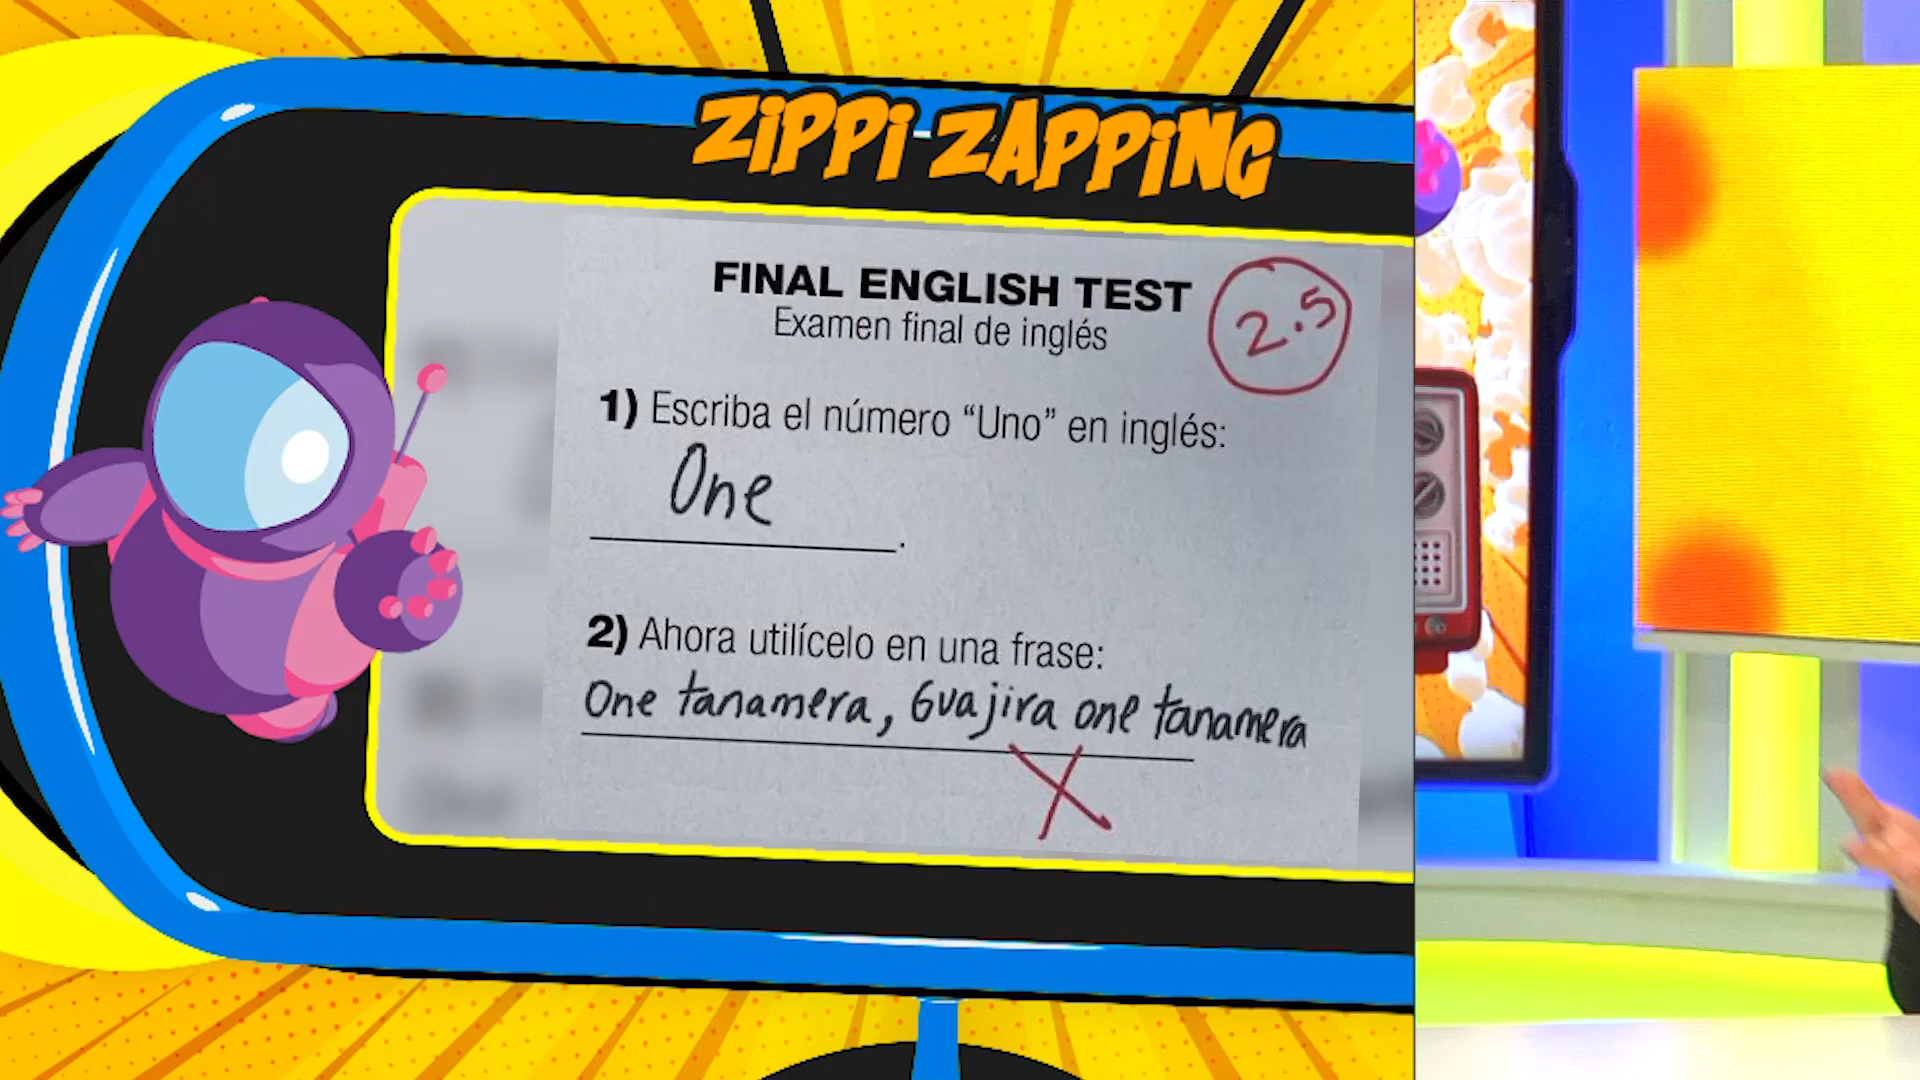 ZIPPI ZAPPING
FINAL ENGLISH TEST
Examen final de inglés
2.5
1) Escriba el número “Uno” en inglés:
One
2) Ahora utilícelo en una frase:
One tanamera, Guajira one tanamera